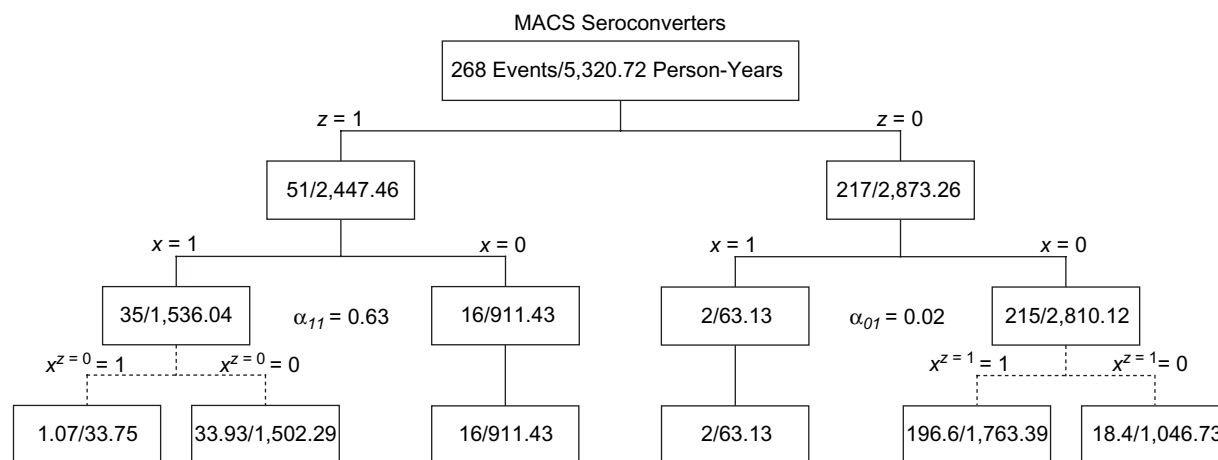 MACS Seroconverters
268 Events/5,320.72 Person-Years
z = 1
z = 0
51/2,447.46
217/2,873.26
x = 1
x = 0
x = 1
x = 0
35/1,536.04
α11 = 0.63
16/911.43
2/63.13
α01 = 0.02
215/2,810.12
x^z = 0 = 1
x^z = 0 = 0
x^z = 1 = 1
x^z = 1 = 0
1.07/33.75
33.93/1,502.29
16/911.43
2/63.13
196.6/1,763.39
18.4/1,046.73